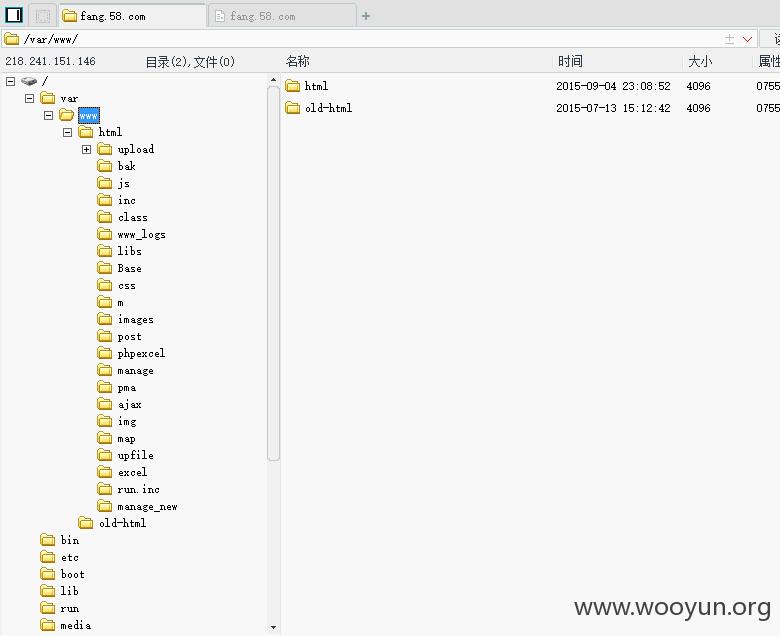 fang.58.com
fang.58.com
/var/www/
218.241.151.146 目录(2),文件(0)
名称 时间 大小 属性
/
var
www
html
upload
bak
js
inc
class
www_logs
libs
Base
css
m
images
post
phpexcel
manage
pma
ajax
img
map
upfile
excel
run.inc
manage_new
old-html
bin
etc
boot
lib
run
media
html 2015-09-04 23:08:52 4096 0755
old-html 2015-07-13 15:12:42 4096 0755
www.wooyun.org